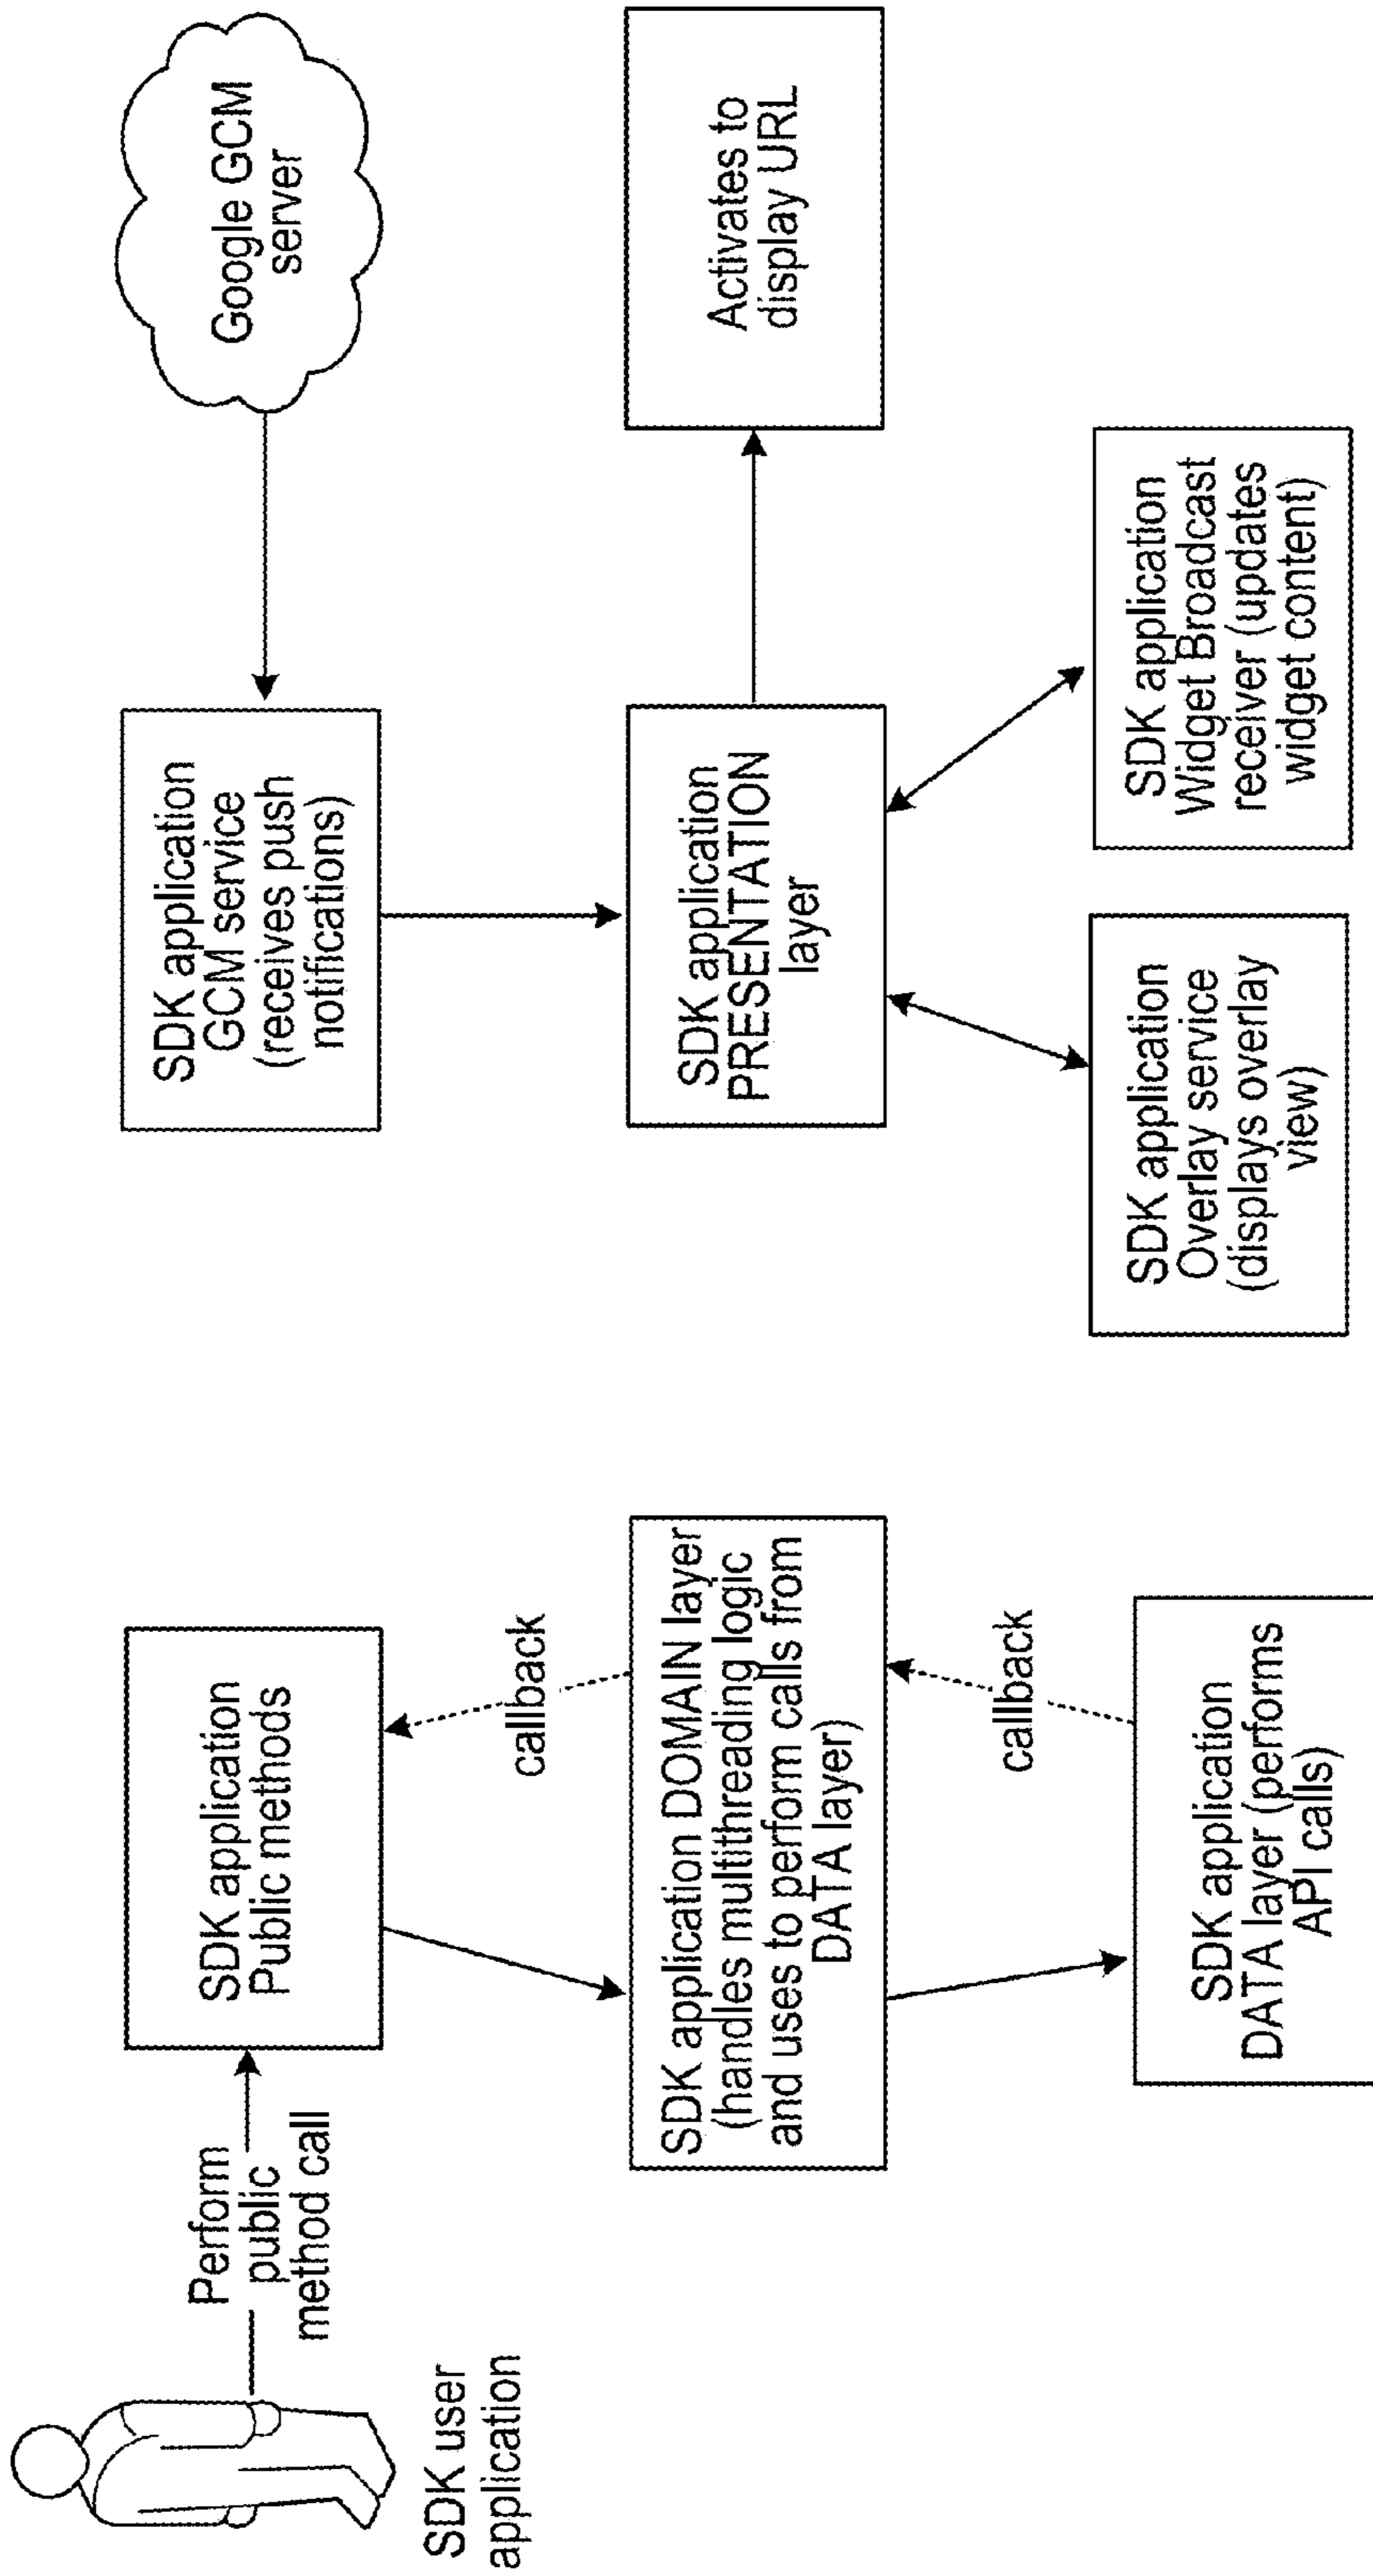 SDK user
application
Perform
public
method call
SDK application
Public methods
callback
SDK application DOMAIN layer
(handles multithreading logic
and uses to perform calls from
DATA layer)
callback
SDK application
DATA layer (performs
API calls)
SDK application
GCM service
(receives push
notifications)
Google GCM
server
SDK application
PRESENTATION
layer
Activates to
display URL
SDK application
Overlay service
(displays overlay
view)
SDK application
Widget Broadcast
receiver (updates
widget content)